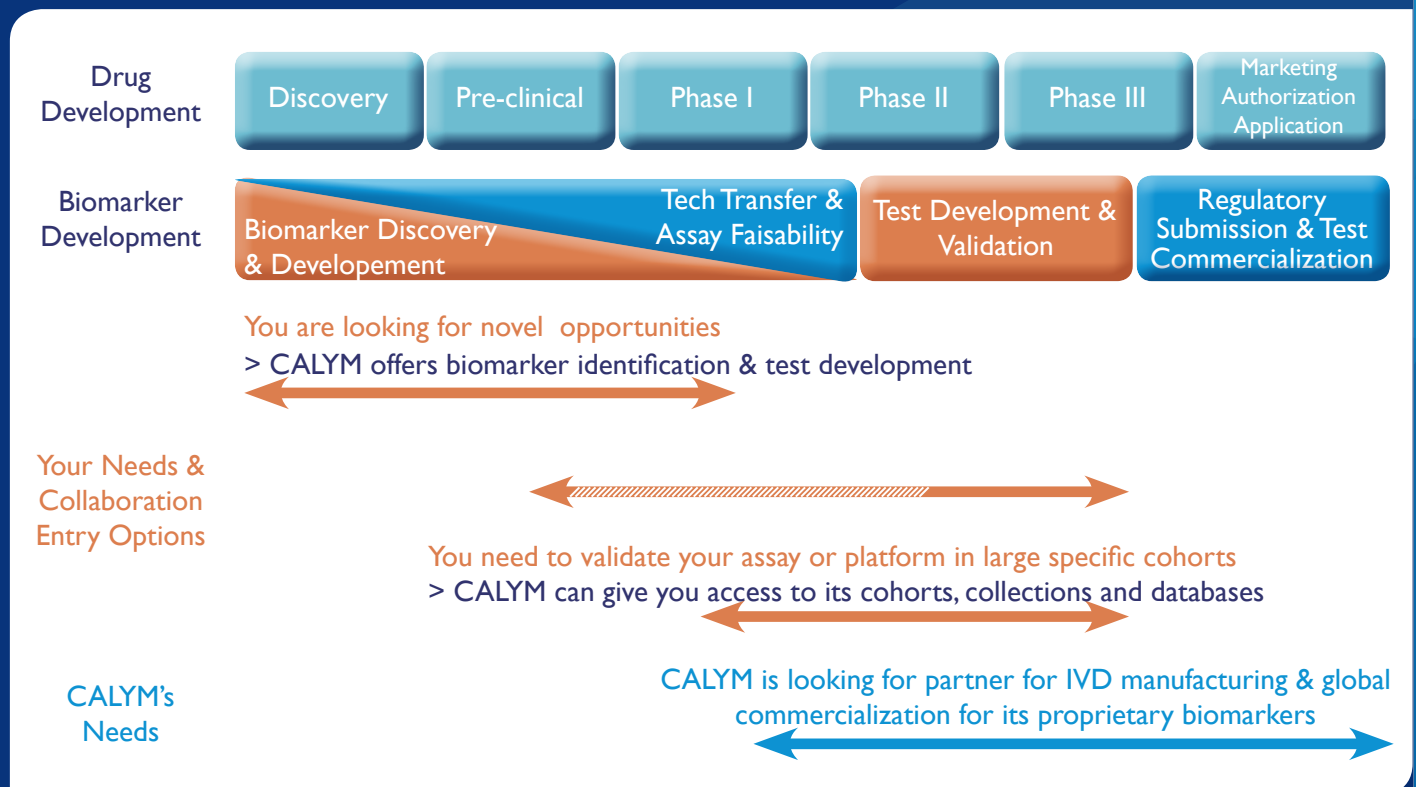 Drug
Development
Discovery
Pre-clinical
Phase I
Phase II
Phase III
Marketing
Authorization
Application
Biomarker
Development
Biomarker Discovery
& Developement
Tech Transfer &
Assay Faisability
Test Development &
Validation
Regulatory
Submission & Test
Commercialization
You are looking for novel opportunities
> CALYM offers biomarker identification & test development
Your Needs &
Collaboration
Entry Options
You need to validate your assay or platform in large specific cohorts
> CALYM can give you access to its cohorts, collections and databases
CALYM's
Needs
CALYM is looking for partner for IVD manufacturing & global
commercialization for its proprietary biomarkers